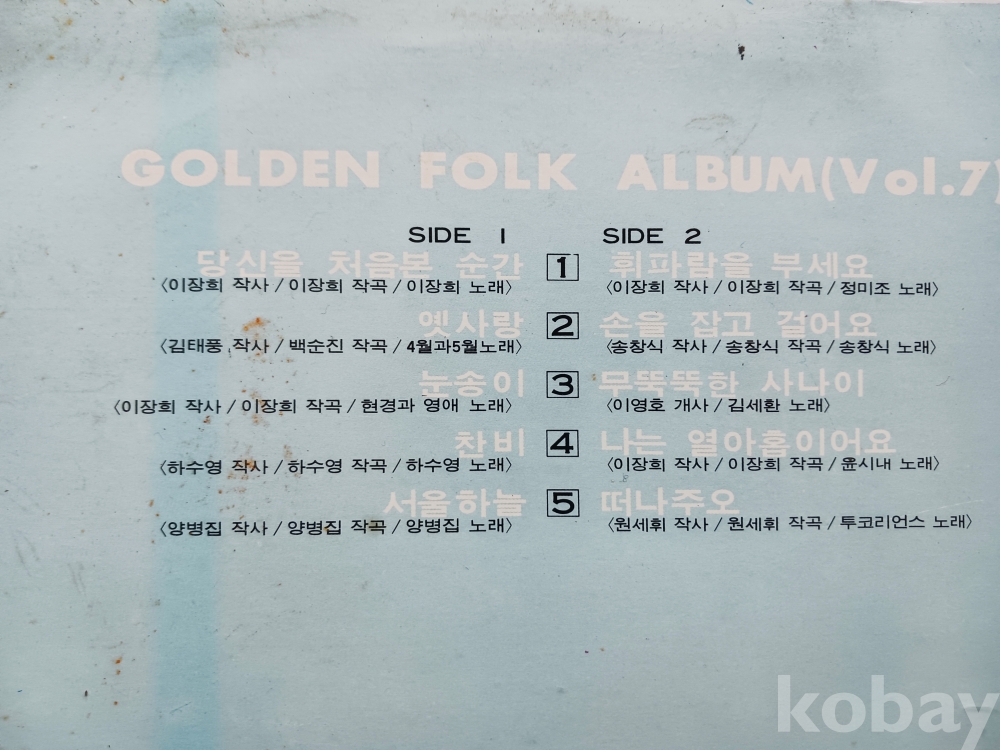 GOLDEN FOLK ALBUM(Vol.7)
SIDE 1 SIDE 2
당신을 처음본 순간 1 휘파람을 부세요
〈이장희 작사/이장희 작곡/이장희 노래〉 〈이장희 작사/이장희 작곡/정미조 노래〉
옛사랑 2 손을 잡고 걸어요
〈김태풍 작사/백순진 작곡/4월과5월노래〉 〈송창식 작사/송창식 작곡/송창식 노래〉
눈송이 3 무뚝뚝한 사나이
〈이장희 작사/이장희 작곡/현경과 영애 노래〉 〈이영호 개사/김세환 노래〉
찬비 4 나는 열아홉이어요
〈하수영 작사/하수영 작곡/하수영 노래〉 〈이장희 작사/이장희 작곡/윤시내 노래〉
서울하늘 5 떠나주오
〈양병집 작사/양병집 작곡/양병집 노래〉 〈원세휘 작사/원세휘 작곡/투코리언스 노래〉
kobay